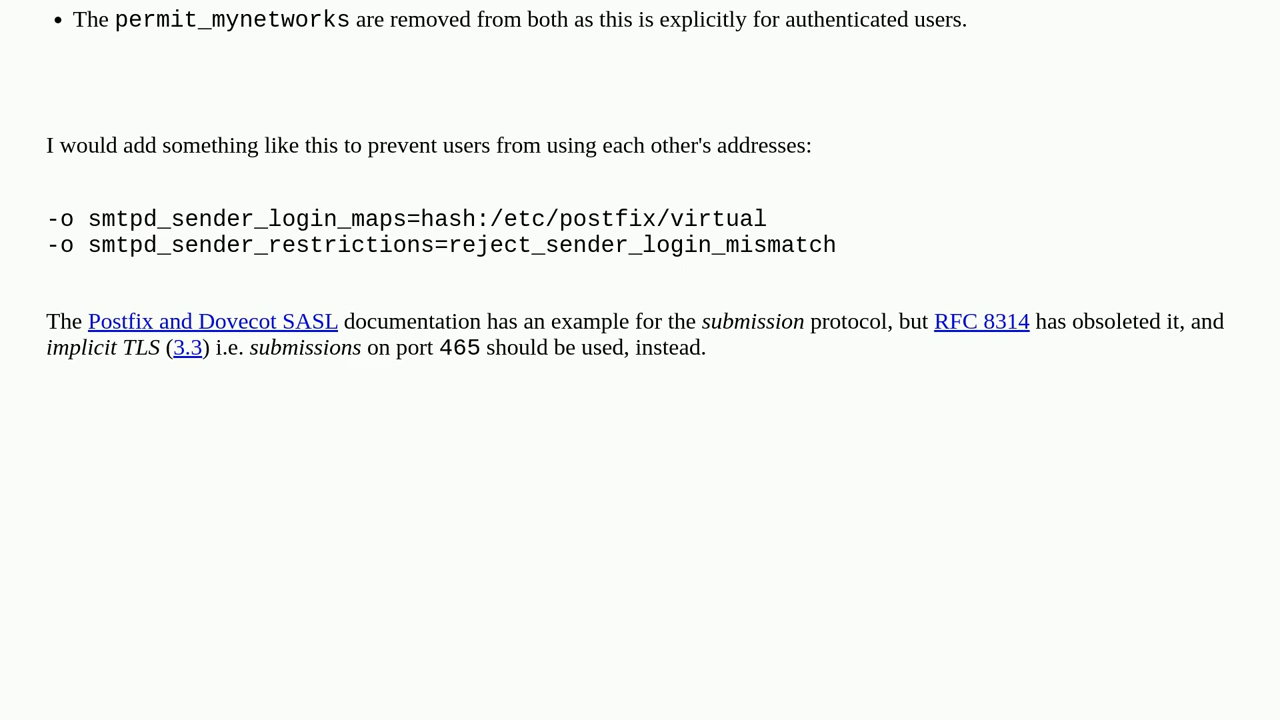 • The permit_mynetworks are removed from both as this is explicitly for authenticated users.
I would add something like this to prevent users from using each other's addresses:
-o smtpd_sender_login_maps=hash:/etc/postfix/virtual
-o smtpd_sender_restrictions=reject_sender_login_mismatch
The Postfix and Dovecot SASL documentation has an example for the submission protocol, but RFC 8314 has obsoleted it, and
implicit TLS (3.3) i.e. submissions on port 465 should be used, instead.